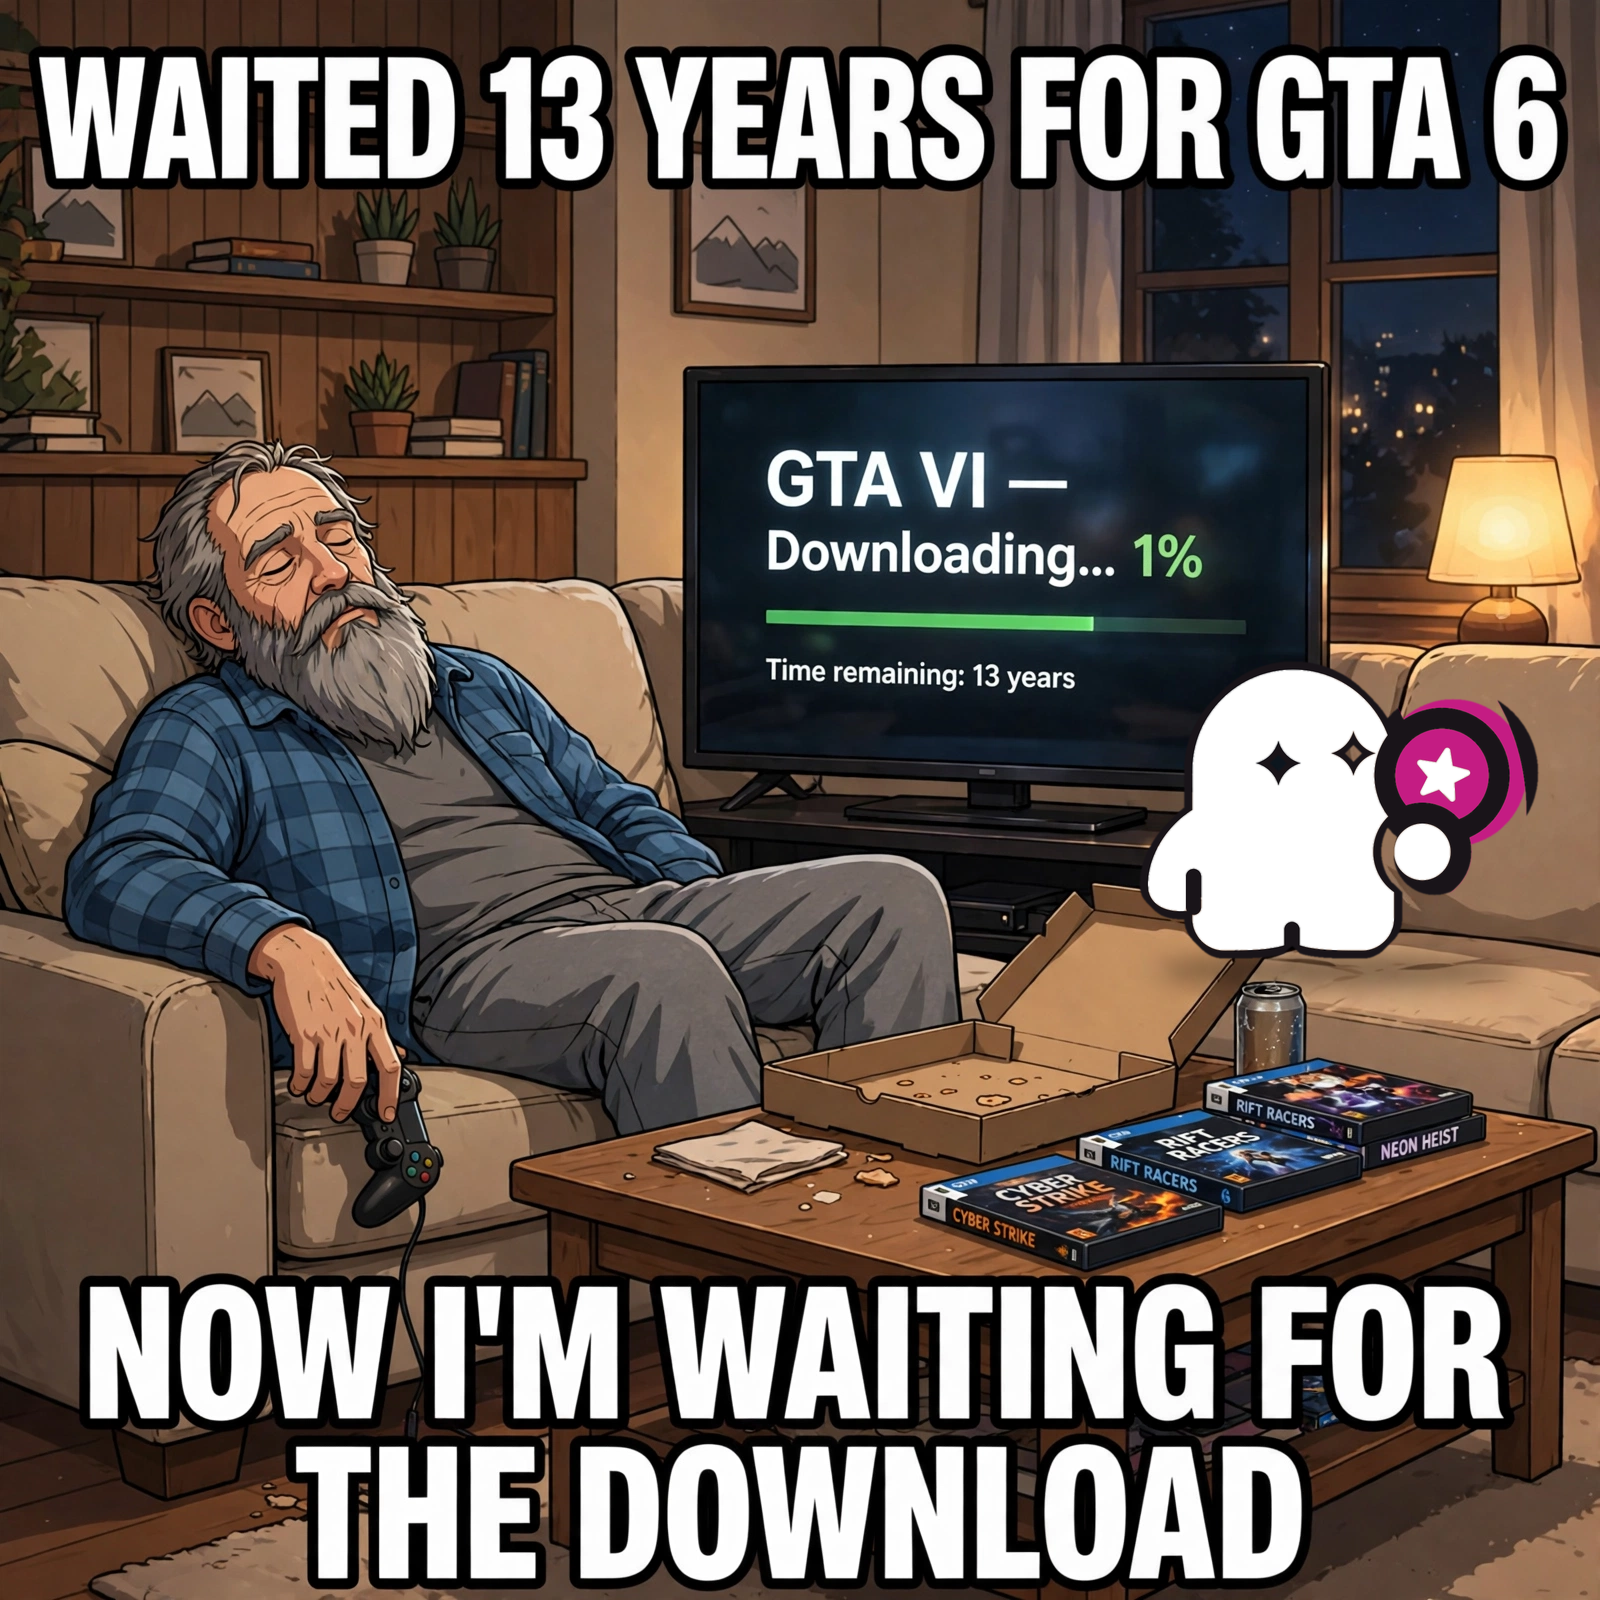 WAITED 13 YEARS FOR GTA 6
GTA VI —
Downloading... 1%
Time remaining: 13 years
RIFT RACERS
NEON HEIST
RIFT
RACERS
RIFT RACERS
CYBER
STRIKE
CYBER STRIKE
NOW I'M WAITING FOR
THE DOWNLOAD